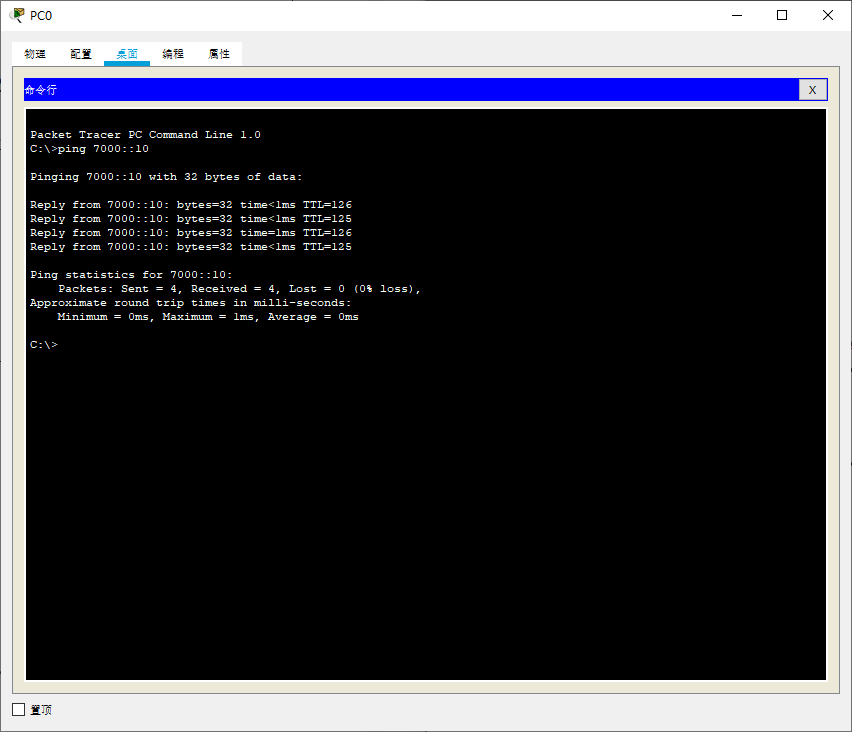 PC0
物理 配置 桌面 编程 属性
命令行 X
Packet Tracer PC Command Line 1.0
C:\>ping 7000::10
Pinging 7000::10 with 32 bytes of data:
Reply from 7000::10: bytes=32 time<1ms TTL=126
Reply from 7000::10: bytes=32 time<1ms TTL=125
Reply from 7000::10: bytes=32 time=1ms TTL=126
Reply from 7000::10: bytes=32 time<1ms TTL=125
Ping statistics for 7000::10:
Packets: Sent = 4, Received = 4, Lost = 0 (0% loss),
Approximate round trip times in milli-seconds:
Minimum = 0ms, Maximum = 1ms, Average = 0ms
C:\>
置顶